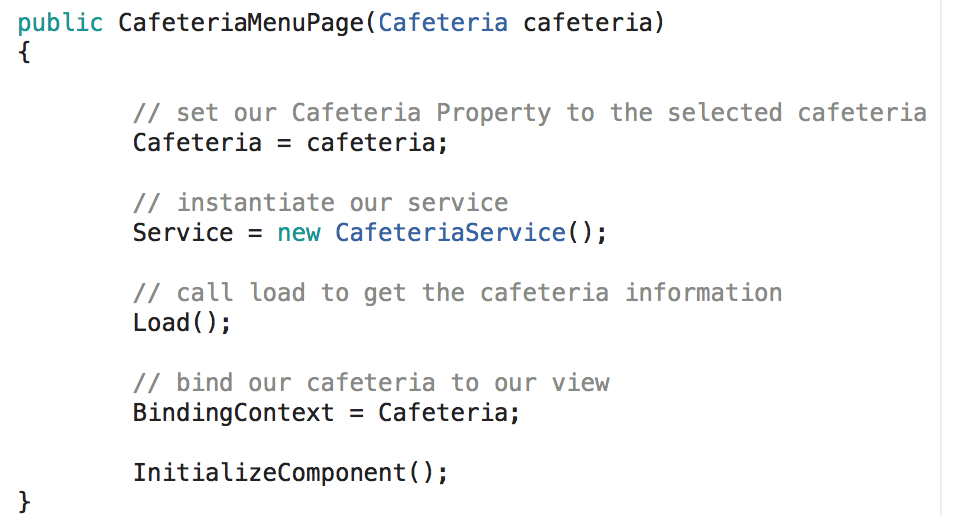 public CafeteriaMenuPage(Cafeteria cafeteria)
{
// set our Cafeteria Property to the selected cafeteria
Cafeteria = cafeteria;
// instantiate our service
Service = new CafeteriaService();
// call load to get the cafeteria information
Load();
// bind our cafeteria to our view
BindingContext = Cafeteria;
InitializeComponent();
}